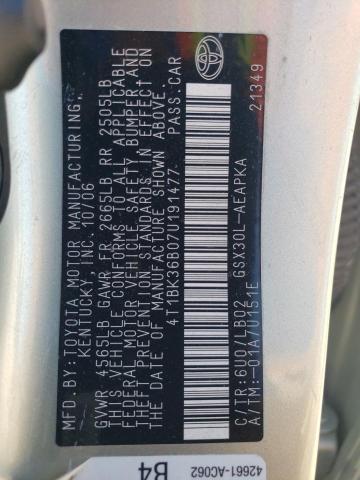 MFD. BY: TOYOTA MOTOR MANUFACTURING,
KENTUCKY, INC. 10/06
GVWR 4565LB GAWR FR 2665LB RR 2505LB
THIS VEHICLE CONFORMS TO ALL APPLICABLE
FEDERAL MOTOR VEHICLE SAFETY, BUMPER, AND
THEFT PREVENTION STANDARDS IN EFFECT ON
THE DATE OF MANUFACTURE SHOWN ABOVE.
4T1BK36B07U191477 PASS.CAR
C/TR: 6U0/LB02 GSX30L-AEAPKA
A/TM: -01A/U151E 21349
42661-AC062
B4